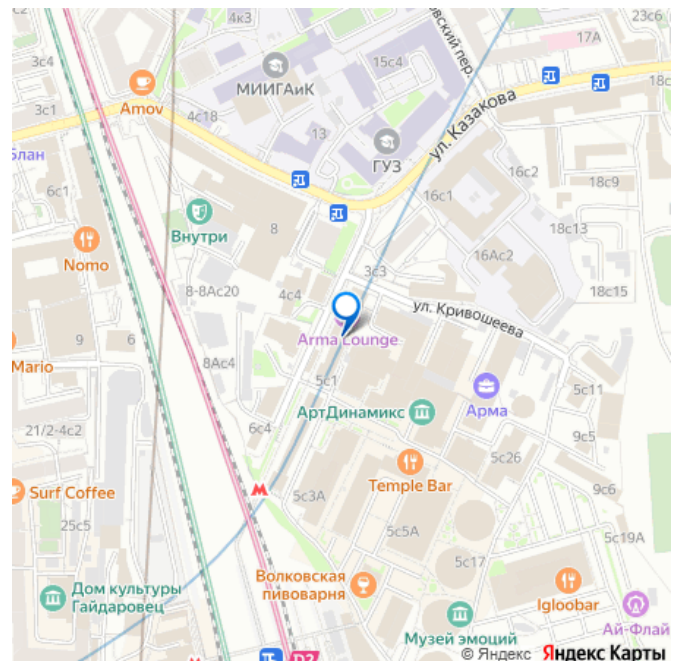 4к3
23с6
3с4
15с4
17А
овский пер.
МИИГАиК
Amov
4с18
18с
3с1
13
ул. Казакова
ГУЗ
блан
16с2
6с1
16с1
18с9
Внутри
8
18с13
Nomo
16Ас2
3с3
8-8Ас20
4с4
18с15
ул. Кривошеева
9
6
Arma Lounge
Mario
8Ас4
5с1
5с11
АртДинамикс
Арма
21/2-4с2
6с4
9с5
5с26
Temple Bar
Surf Coffee
М
5с3А
9с6
25с5
5с5А
5с19А
5с17
Дом культуры
Гайдаровец
Волковская
пивоварня
Igloobar
Музей эмоций
Ай-Флай
М
D2
© Яндекс Яндекс Карты